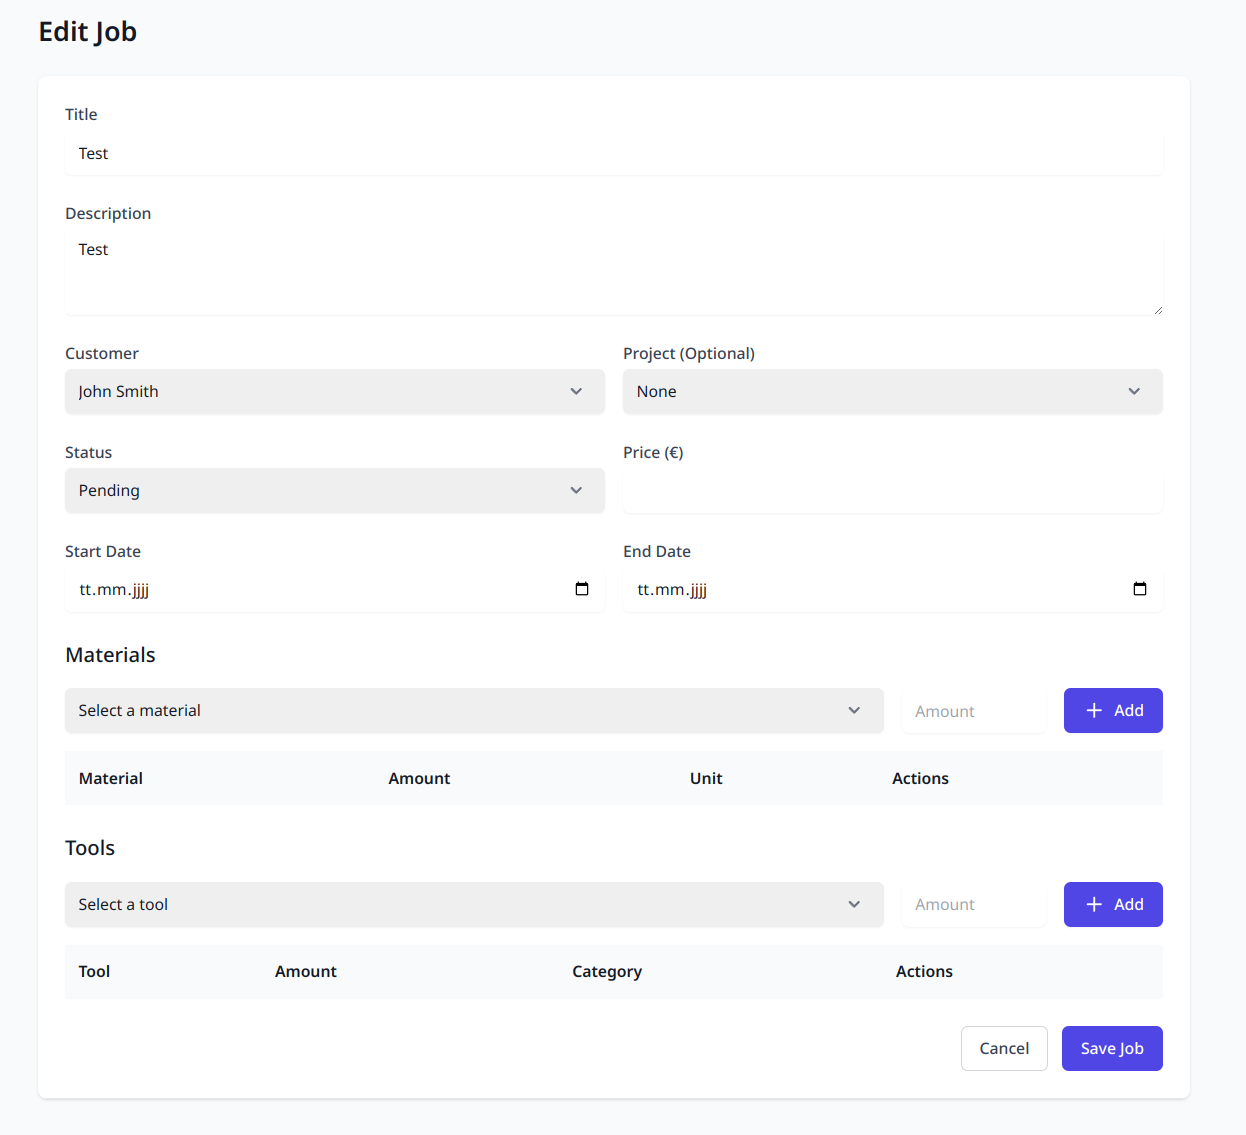 Edit Job
Title
Test
Description
Test
Customer
Project (Optional)
John Smith
None
Status
Price (€)
Pending
Start Date
End Date
tt.mm.jjjj
tt.mm.jjjj
Materials
Select a material
Amount
Add
Material Amount Unit Actions
Tools
Select a tool
Amount
Add
Tool Amount Category Actions
Cancel
Save Job